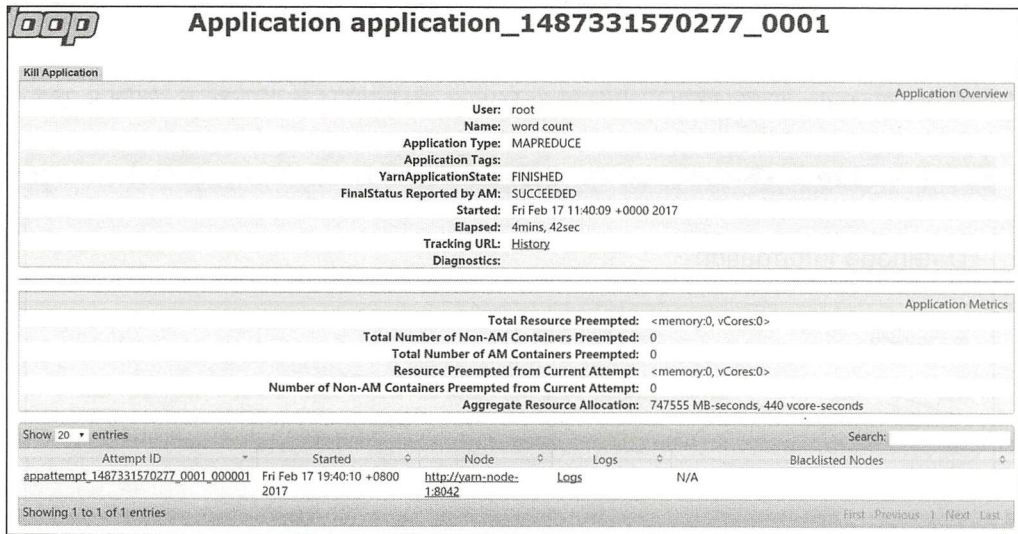 Application application_1487331570277_0001
Kill Application
Application Overview
User: root
Name: word count
Application Type: MAPREDUCE
Application Tags:
YarnApplicationState: FINISHED
FinalStatus Reported by AM: SUCCEEDED
Started: Fri Feb 17 11:40:09 +0000 2017
Elapsed: 4mins, 42sec
Tracking URL: History
Diagnostics:
Application Metrics
Total Resource Preempted: <memory:0, vCores:0>
Total Number of Non-AM Containers Preempted: 0
Total Number of AM Containers Preempted: 0
Resource Preempted from Current Attempt: <memory:0, vCores:0>
Number of Non-AM Containers Preempted from Current Attempt: 0
Aggregate Resource Allocation: 747555 MB-seconds, 440 vcore-seconds
Show 20 entries Search:
Attempt ID Started Node Logs Blacklisted Nodes
appattempt_1487331570277_0001_000001 Fri Feb 17 19:40:10 +0800 http://yarn-node- Logs N/A
2017 1:8042
Showing 1 to 1 of 1 entries First Previous 1 Next Last